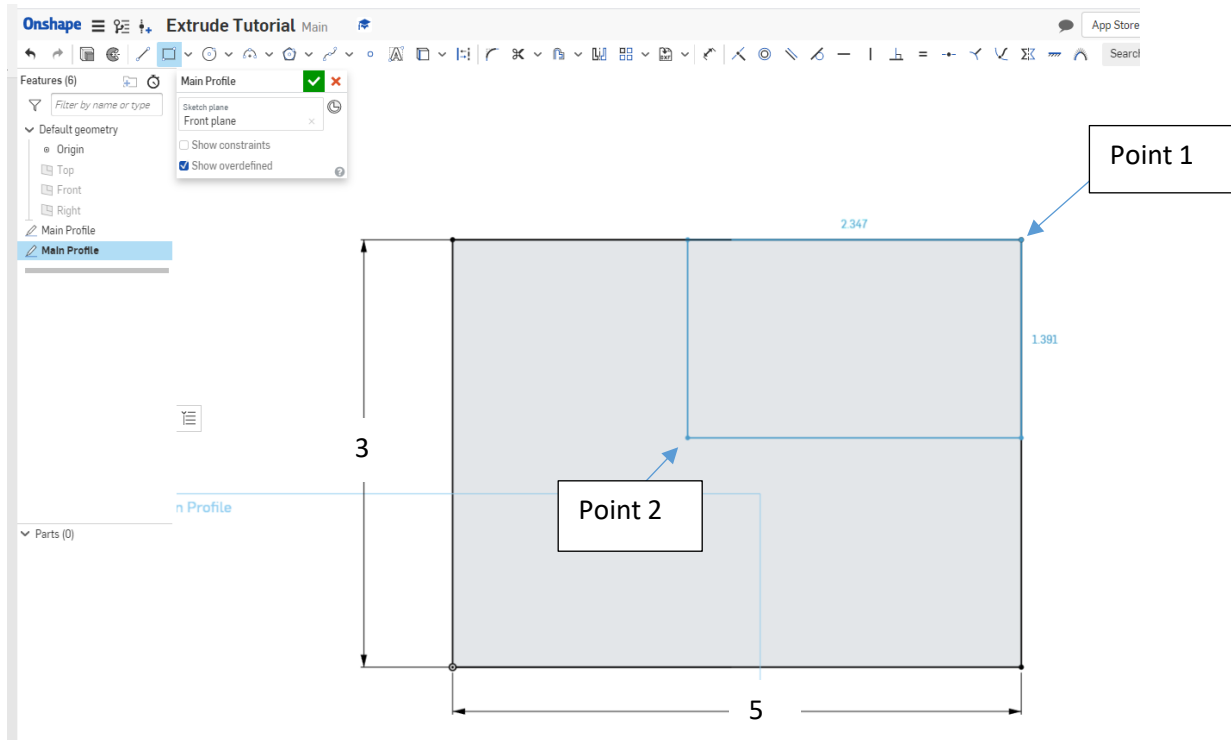 Onshape Extrude Tutorial Main App Store
Searc
Features (6)
Filter by name or type
Default geometry
Origin
Top
Front
Right
Main Profile
Main Profile
Main Profile
Sketch plane
Front plane
Show constraints
Show overdefined
Point 1
2.347
1.391
3
n Profile
Point 2
5
Parts (0)